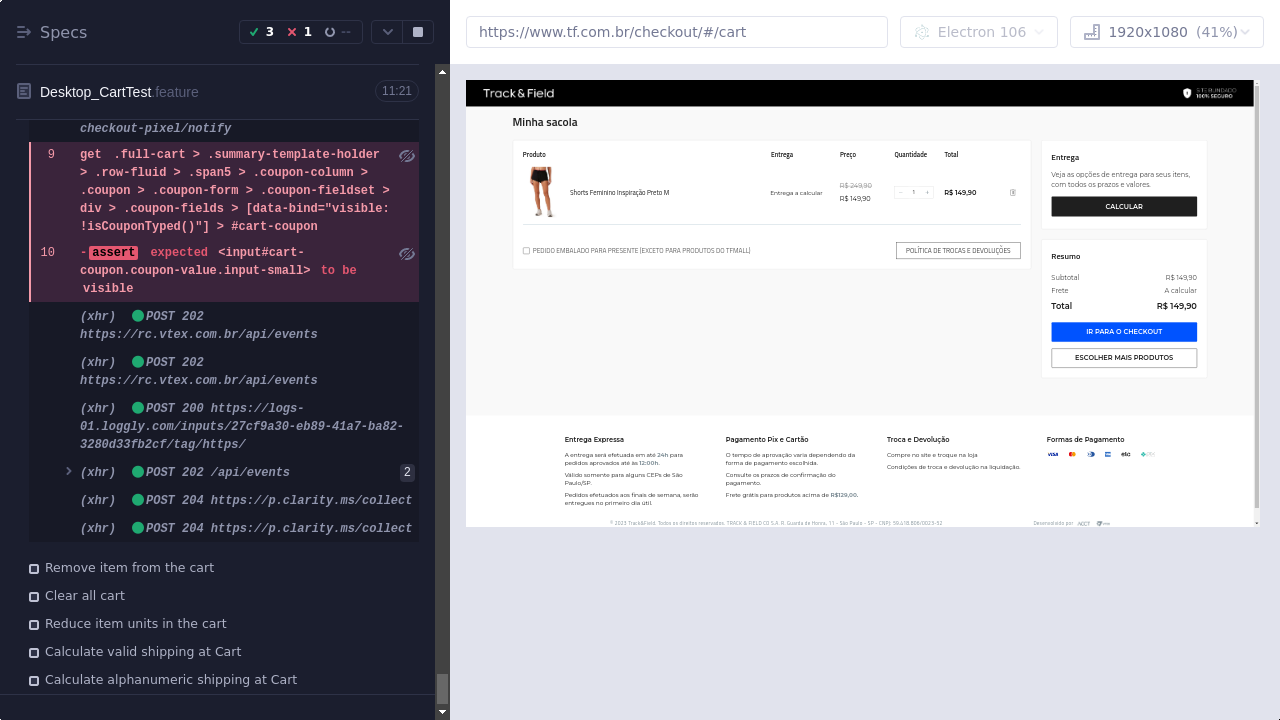 Specs
3 1 --
Desktop_CartTest.feature 11:21
checkout-pixel/notify
9 get .full-cart > .summary-template-holder
> .row-fluid > .span5 > .coupon-column >
.coupon > .coupon-form > .coupon-fieldset >
div > .coupon-fields > [data-bind="visible:
!isCouponTyped()"] > #cart-coupon
10 -assert expected <input#cart-
coupon.coupon-value.input-small> to be
visible
(xhr) POST 202
https://rc.vtex.com.br/api/events
(xhr) POST 202
https://rc.vtex.com.br/api/events
(xhr) POST 200 https://logs-
01.loggly.com/inputs/27cf9a30-eb89-41a7-ba82-
3280d33fb2cf/tag/https/
(xhr) POST 202 /api/events 2
(xhr) POST 204 https://p.clarity.ms/collect
(xhr) POST 204 https://p.clarity.ms/collect
Remove item from the cart
Clear all cart
Reduce item units in the cart
Calculate valid shipping at Cart
Calculate alphanumeric shipping at Cart
https://www.tf.com.br/checkout/#/cart
Electron 106
1920x1080 (41%)
Track&Field
SITE BLINDADO
100% SEGURO
Minha sacola
Produto Entrega Preço Quantidade Total
Shorts Feminino Inspiração Preto M
Entrega a calcular
R$ 249,90
R$ 149,90
- 1 +
R$ 149,90
PEDIDO EMBALADO PARA PRESENTE (EXCETO PARA PRODUTOS DO TFMALL)
POLÍTICA DE TROCAS E DEVOLUÇÕES
Entrega
Veja as opções de entrega para seus itens,
com todos os prazos e valores.
CALCULAR
Resumo
Subtotal R$ 149,90
Frete A calcular
Total R$ 149,90
IR PARA O CHECKOUT
ESCOLHER MAIS PRODUTOS
Entrega Expressa
A entrega será efetuada em até 24h para
pedidos aprovados até às 12:00h.
Válido somente para alguns CEPs de São
Paulo/SP.
Pedidos efetuados aos finais de semana, serão
entregues no primeiro dia útil.
Pagamento Pix e Cartão
O tempo de aprovação varia dependendo da
forma de pagamento escolhida.
Consulte os prazos de confirmação do
pagamento.
Frete grátis para produtos acima de R$129,00.
Troca e Devolução
Compre no site e troque na loja
Condições de troca e devolução na liquidação.
Formas de Pagamento
VISA
elo
© 2023 Track&Field. Todos os direitos reservados. TRACK & FIELD CO S.A. R. Guarda de Honra, 11 - São Paulo - SP - CNPJ: 59.418.806/0023-52
Desenvolvido por